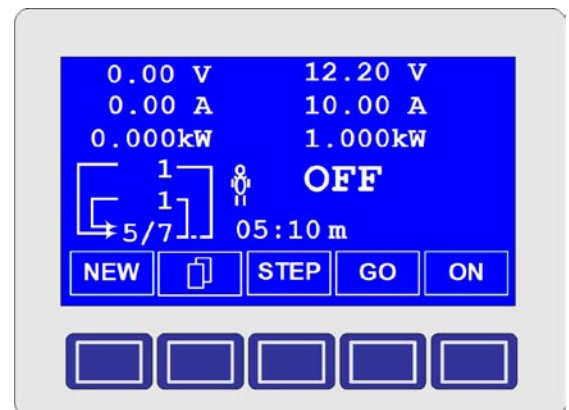 0.00 V 12.20 V
0.00 A 10.00 A
0.000kW 1.000kW
1 OFF
1
5/7 05:10 m
NEW STEP GO ON